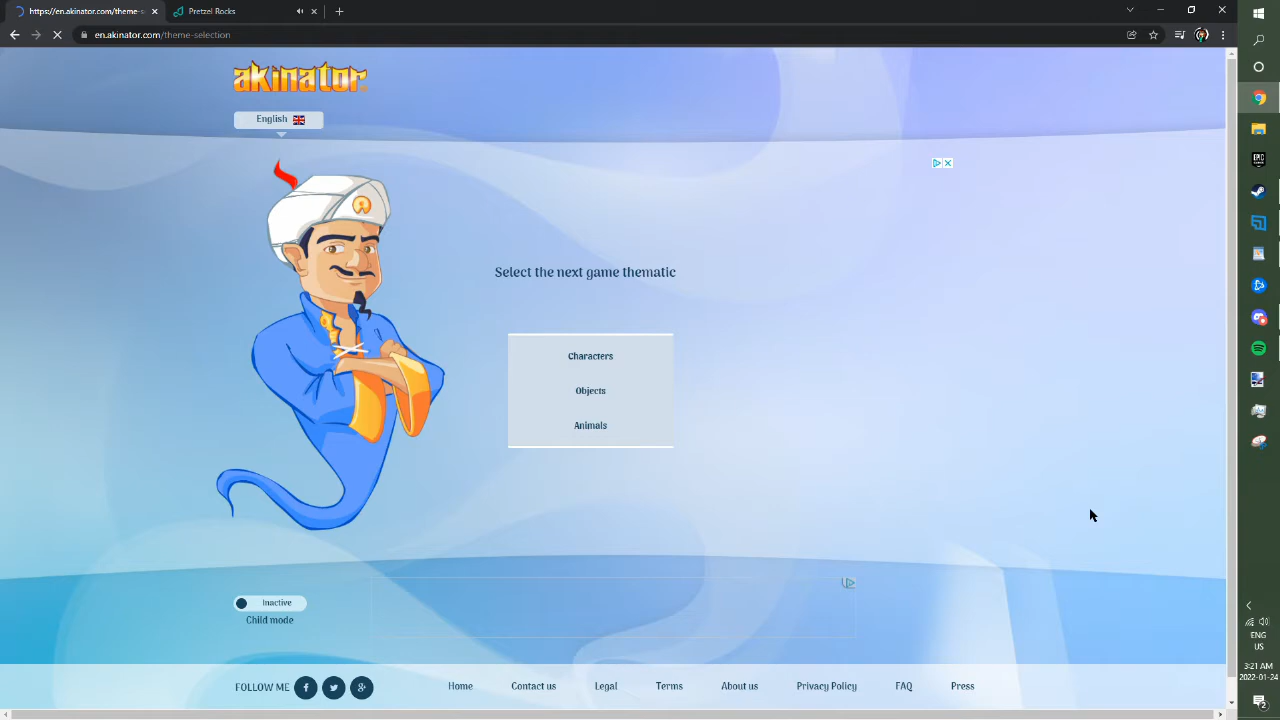 https://en.akinator.com/theme-s
Pretzel Rocks
en.akinator.com/theme-selection
akinator
English
Select the next game thematic
Characters
Objects
Animals
Inactive
Child mode
FOLLOW ME
Home
Contact us
Legal
Terms
About us
Privacy Policy
FAQ
Press
EPIC
ENG
US
3:21 AM
2022-01-24
2